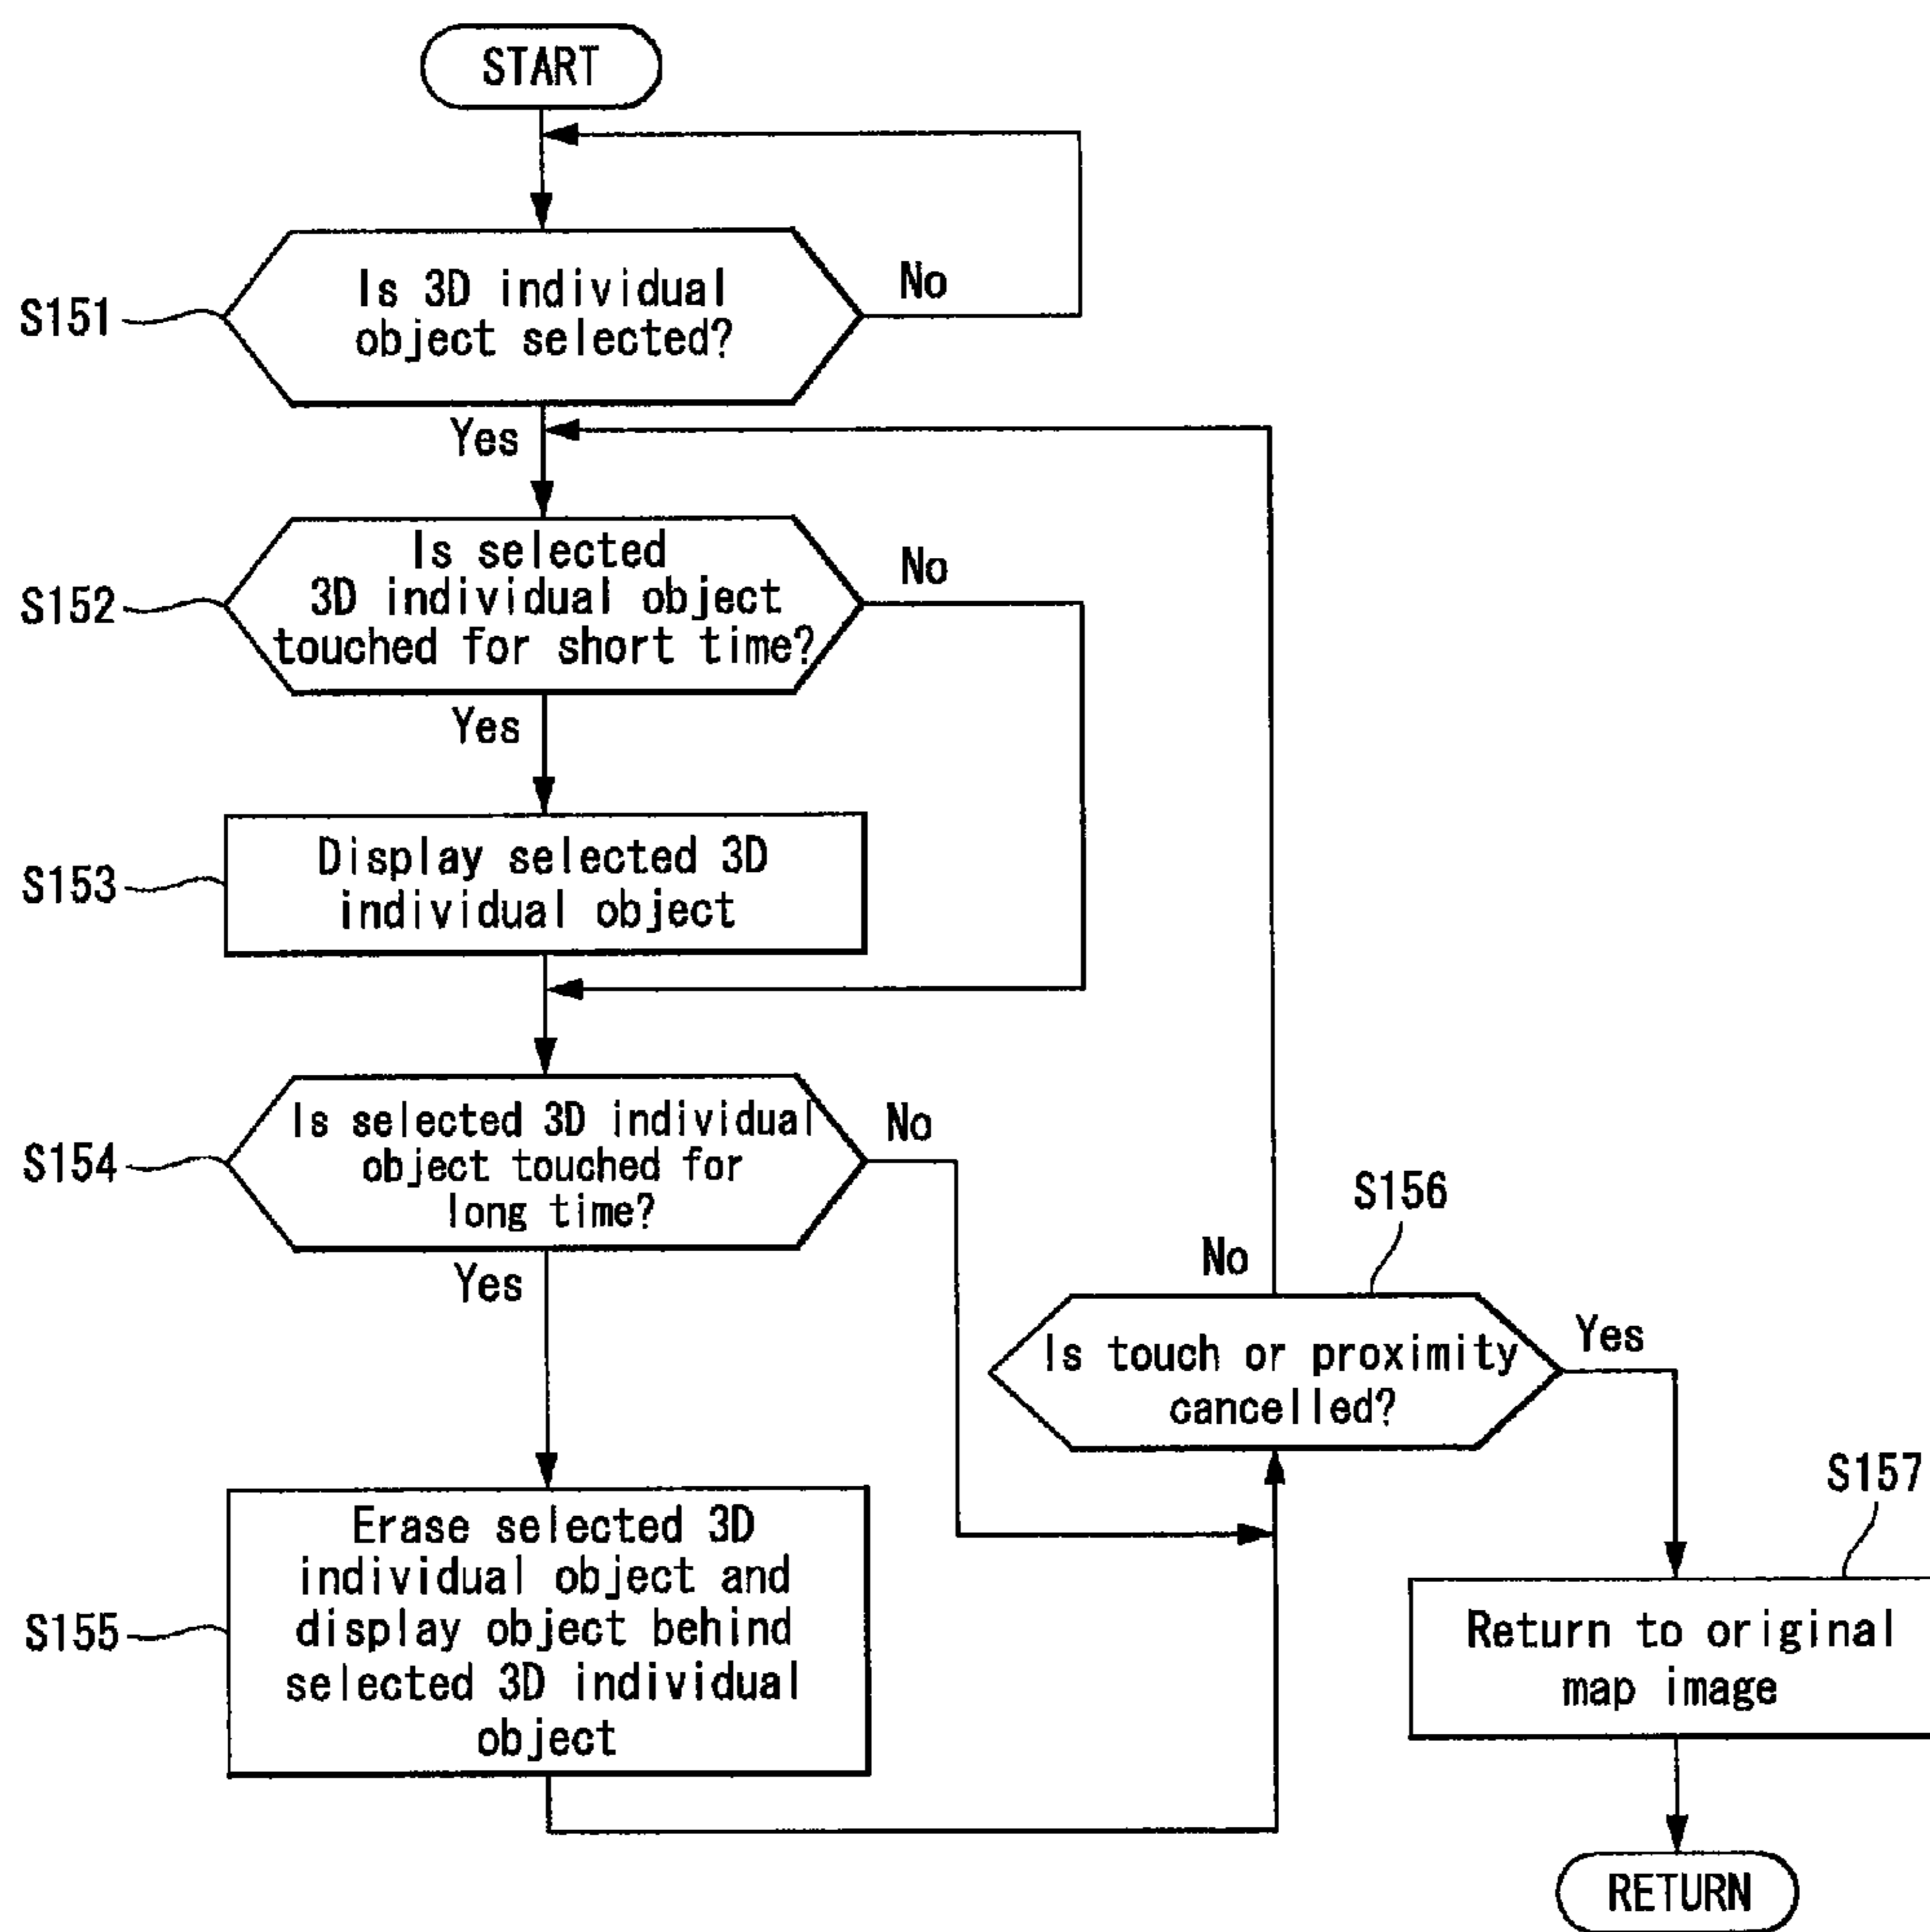 START
Is 3D individual
object selected?
No
S151
Yes
Is selected
3D individual object
touched for short time?
No
S152
Yes
Display selected 3D
individual object
S153
Is selected 3D individual
object touched for
long time?
No
S154
Yes
S156
No
Is touch or proximity
cancelled?
Yes
S157
Erase selected 3D
individual object and
display object behind
selected 3D individual
object
S155
Return to original
map image
RETURN